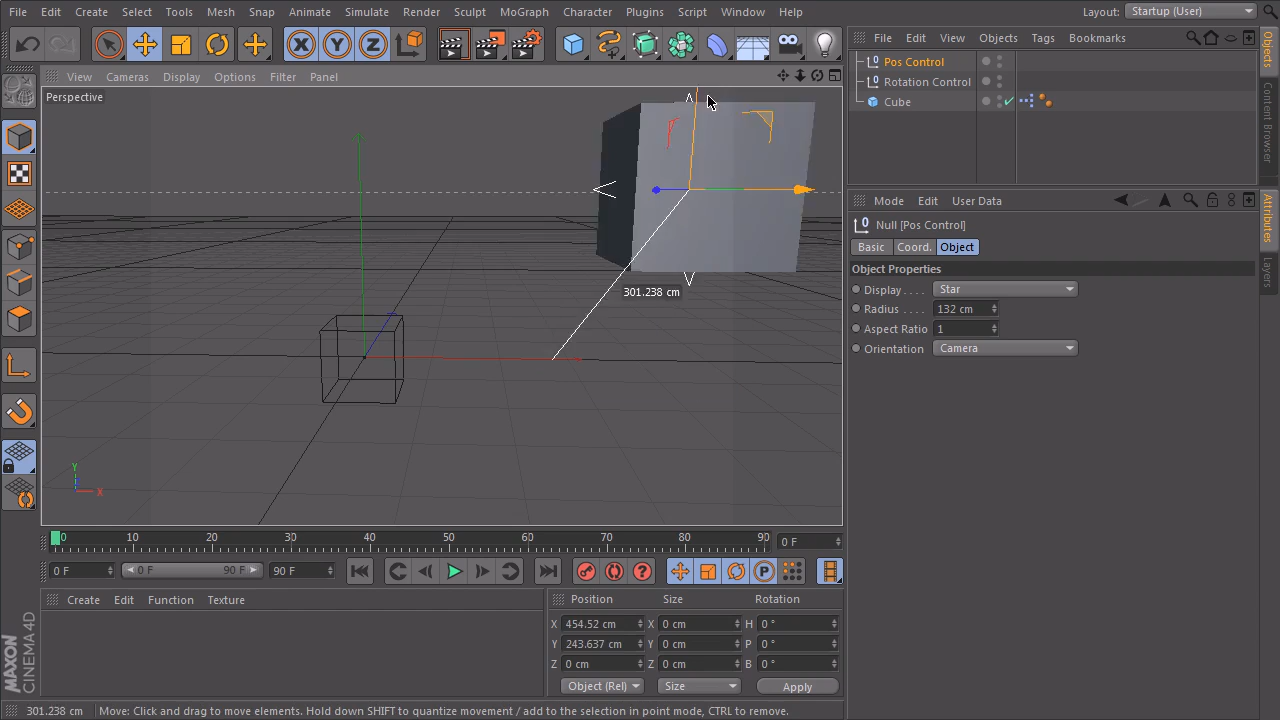 File Edit Create Select Tools Mesh Snap Animate Simulate Render Sculpt MoGraph Character Plugins Script Window Help Layout: Startup (User)
X Y Z
File Edit View Objects Tags Bookmarks
View Cameras Display Options Filter Panel
Perspective
Pos Control
Rotation Control
Cube
Objects
Content Browser
Mode Edit User Data
Null [Pos Control]
Basic Coord. Object
Object Properties
Display . . . . Star
Radius . . . . 132 cm
Aspect Ratio 1
Orientation Camera
Attributes
Layers
301.238 cm
Y
X
0 10 20 30 40 50 60 70 80 90 0 F
0 F 0 F 90 F 90 F P
Create Edit Function Texture
Position Size Rotation
X 454.52 cm X 0 cm H 0 °
Y 243.637 cm Y 0 cm P 0 °
Z 0 cm Z 0 cm B 0 °
Object (Rel) Size Apply
MAXON CINEMA 4D
301.238 cm Move: Click and drag to move elements. Hold down SHIFT to quantize movement / add to the selection in point mode, CTRL to remove.